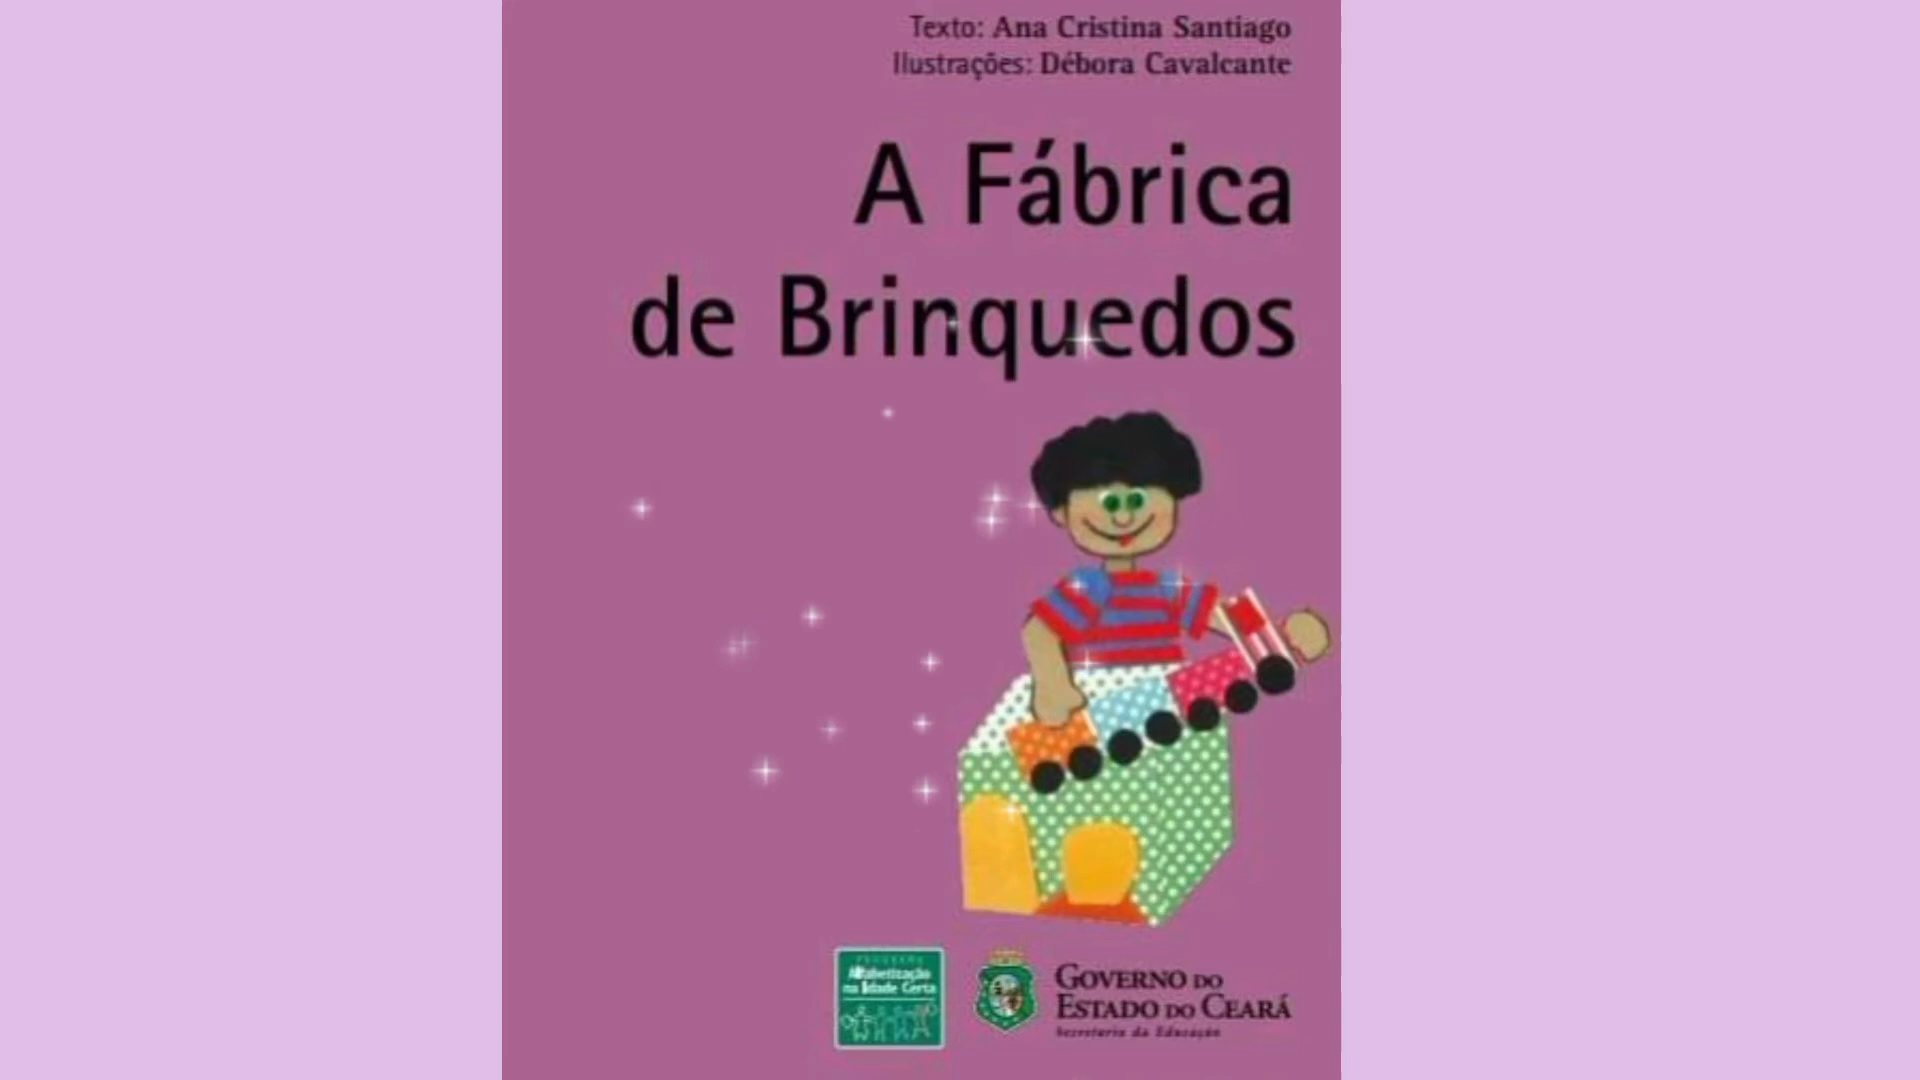 Texto: Ana Cristina Santiago
Ilustrações: Débora Cavalcante
A Fábrica
de Brinquedos
PROGRAMA
Alfabetização
na Idade Certa
GOVERNO DO
ESTADO DO CEARÁ
Secretaria da Educação